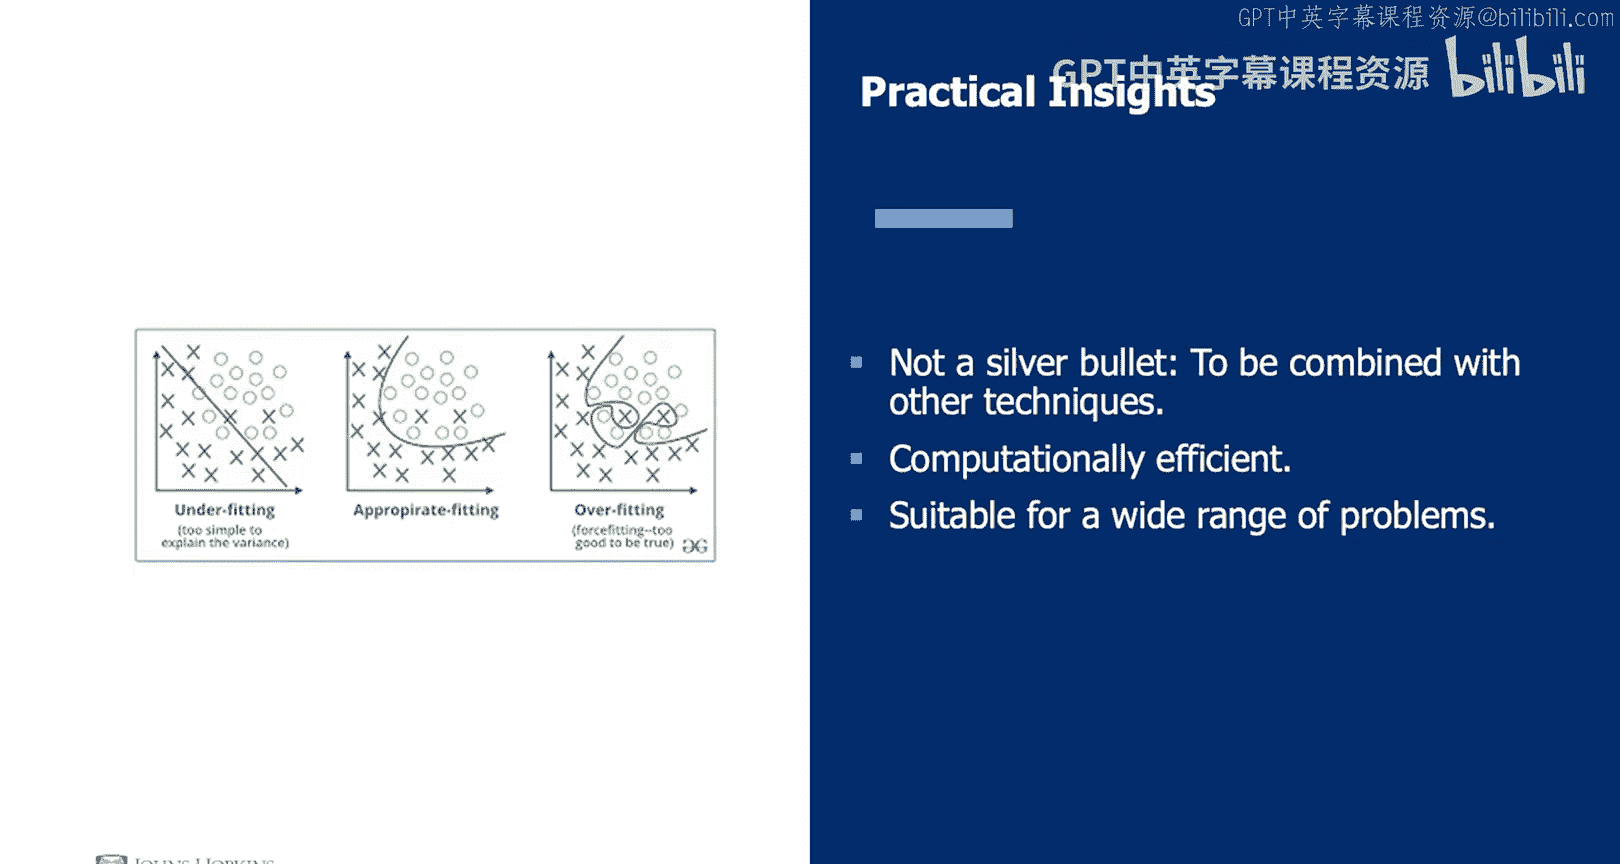 GPT中英字幕课程资源@bilibili.com
GPT中英字幕课程资源 bilibili
Practical Insights
Not a silver bullet: To be combined with
other techniques.
Computationally efficient.
Suitable for a wide range of problems.
Under-fitting
(too simple to
explain the variance)
Appropirate-fitting
Over-fitting
(forcefitting--too
good to be true)
JOHNS HOPKINS